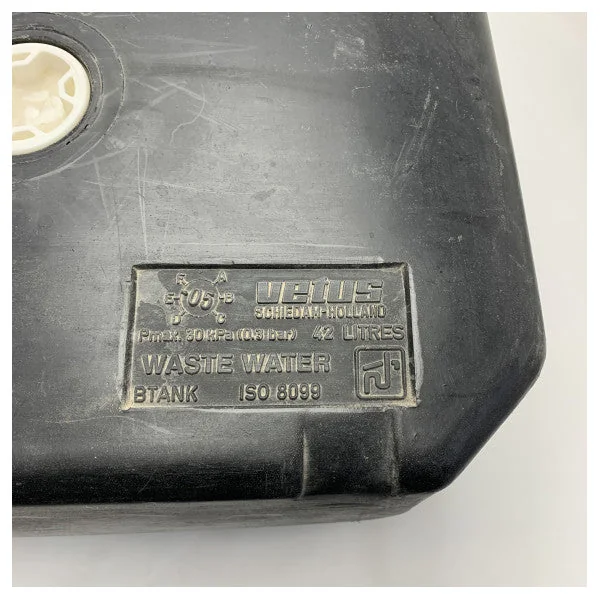 F A
E 05 B
D C
vetus
SCHIEDAM-HOLLAND
Pmax. 30 kPa (0,3 bar) 42 LITRES
WASTE WATER
BTANK ISO 8099